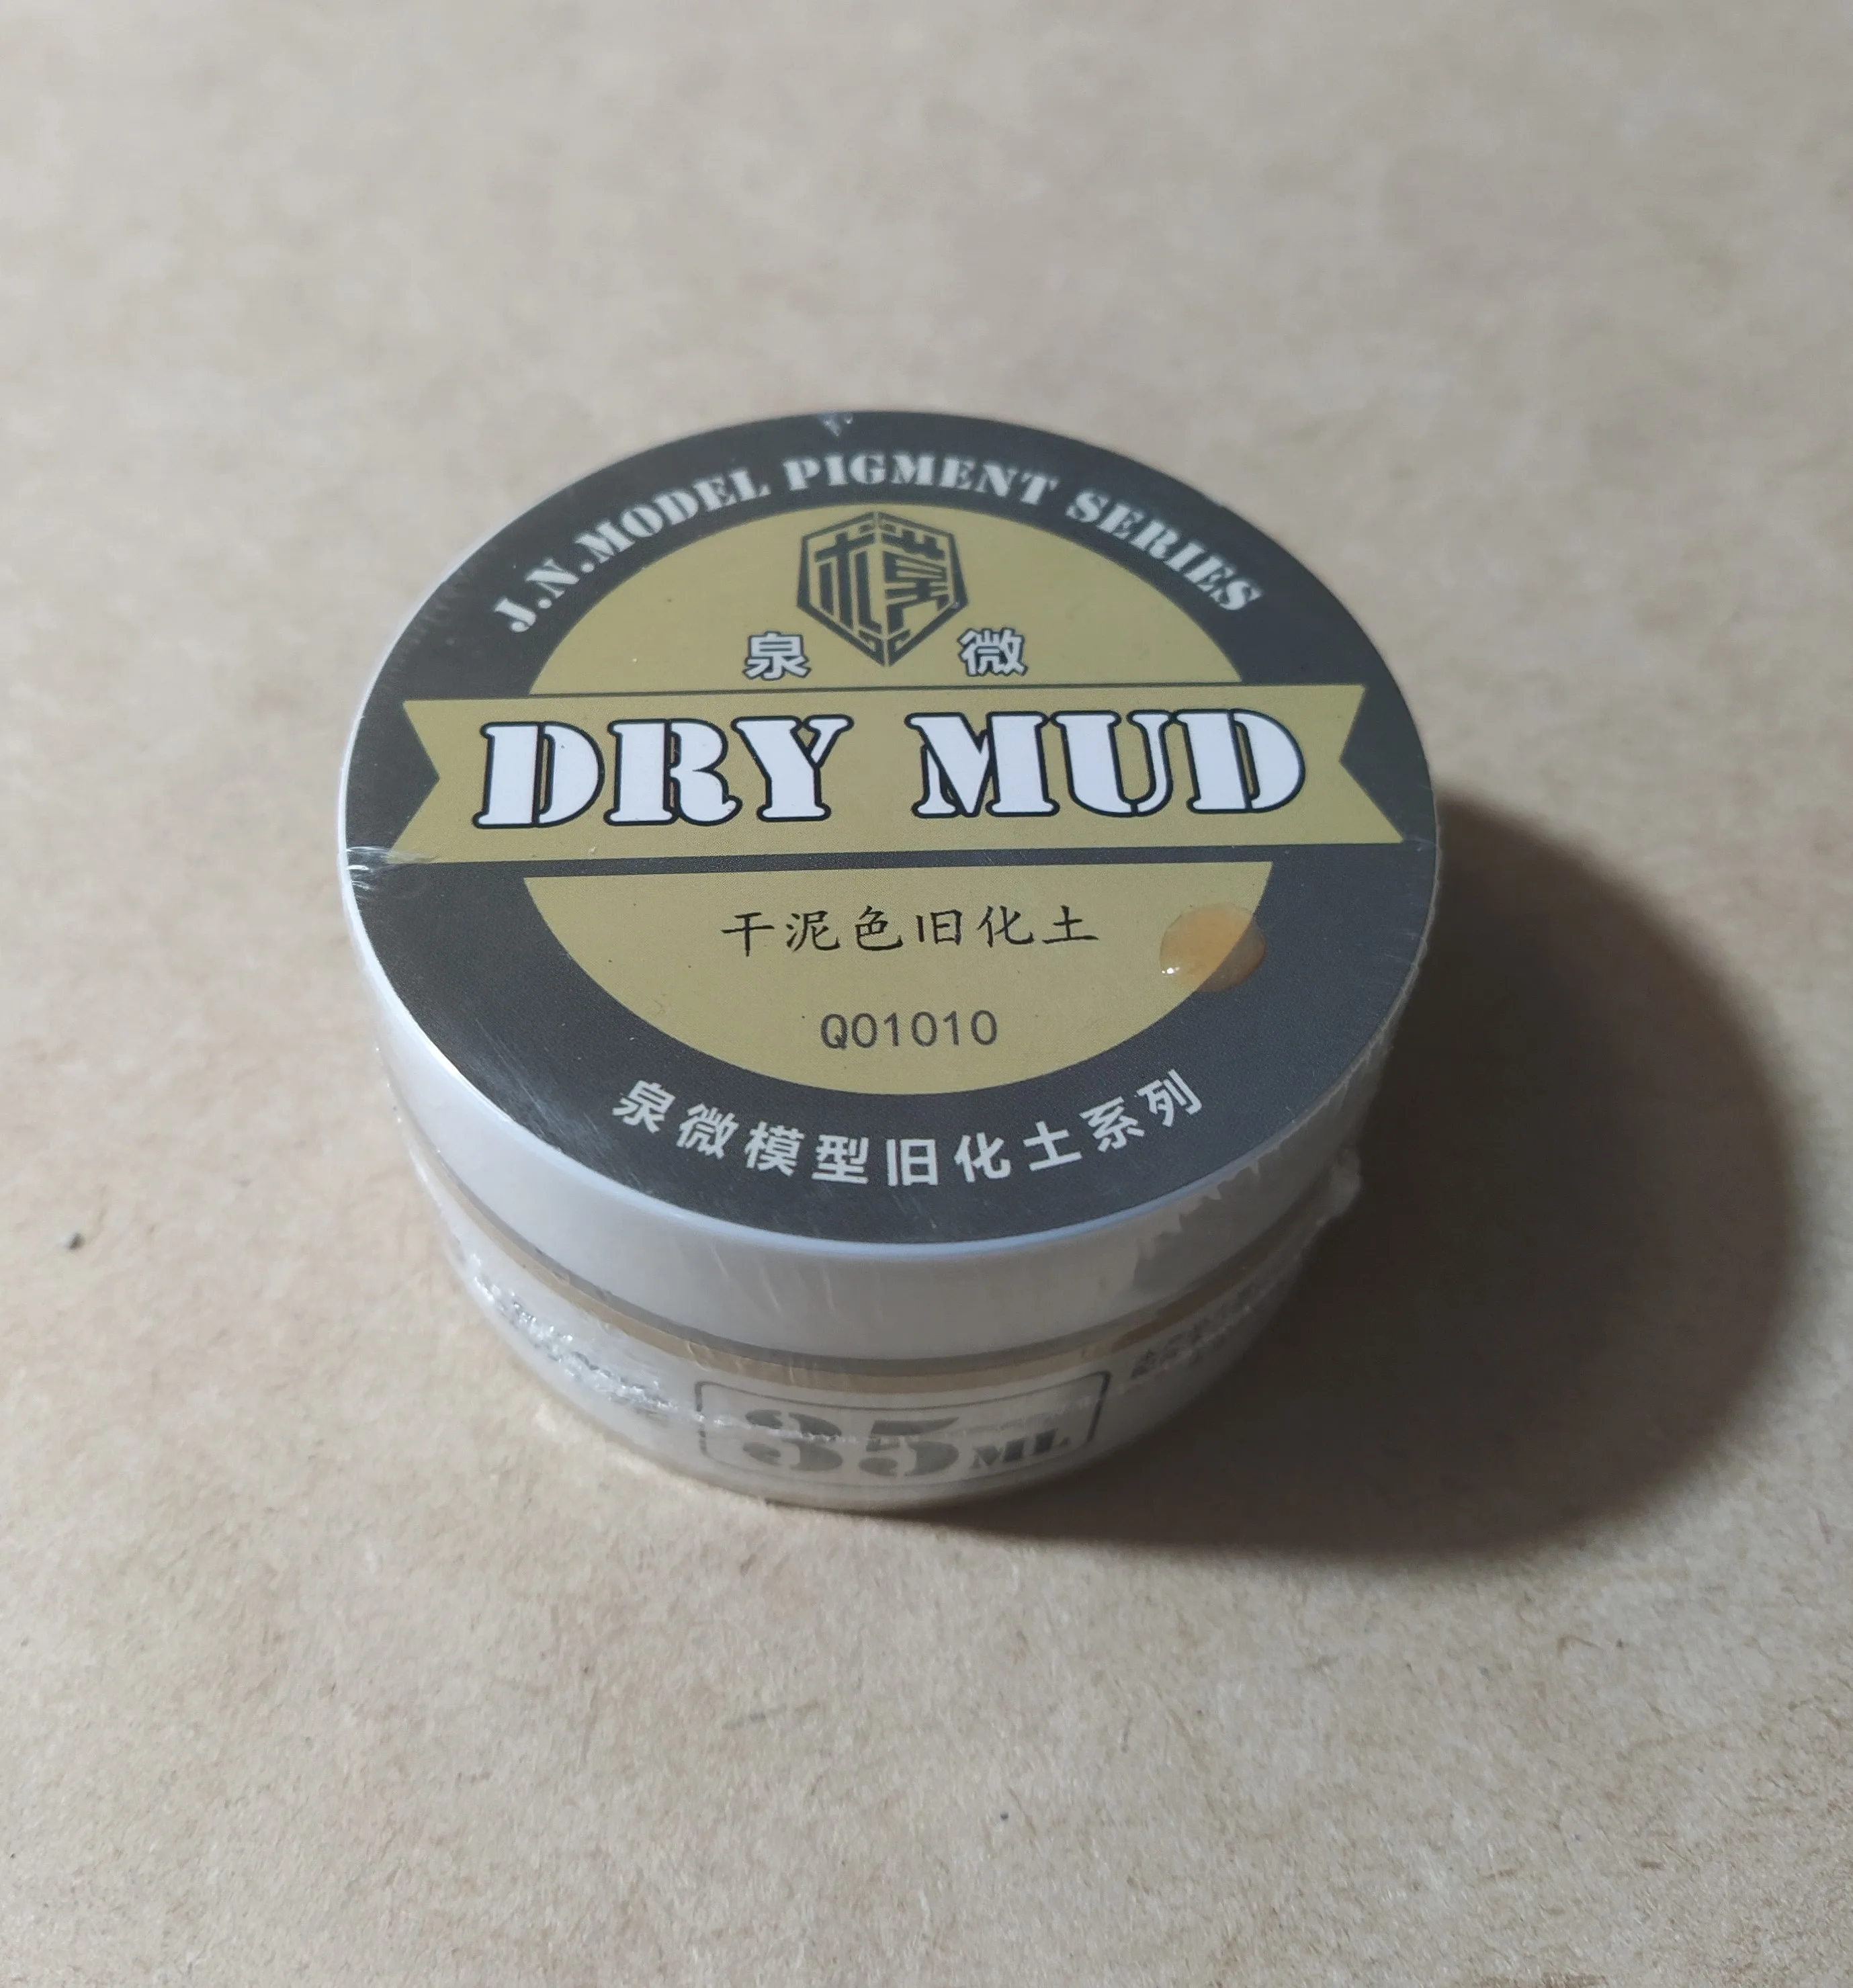 J.N.MODEL PIGMENT SERIES
泉 微
DRY MUD
干泥色旧化土
Q01010
泉微模型旧化土系列
35ML